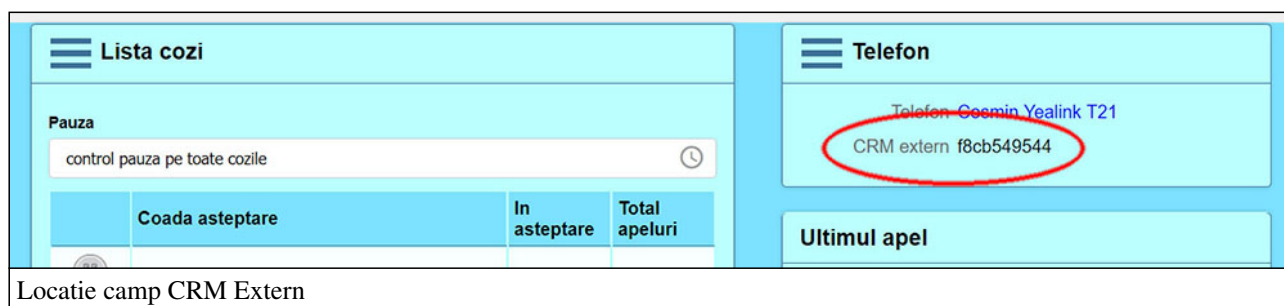 Lista cozi
Pauza
control pauza pe toate cozile
Coada asteptare
In
asteptare
Total
apeluri
Telefon
Telefon Cosmin Yealink T21
CRM extern f8cb549544
Ultimul apel
Locatie camp CRM Extern